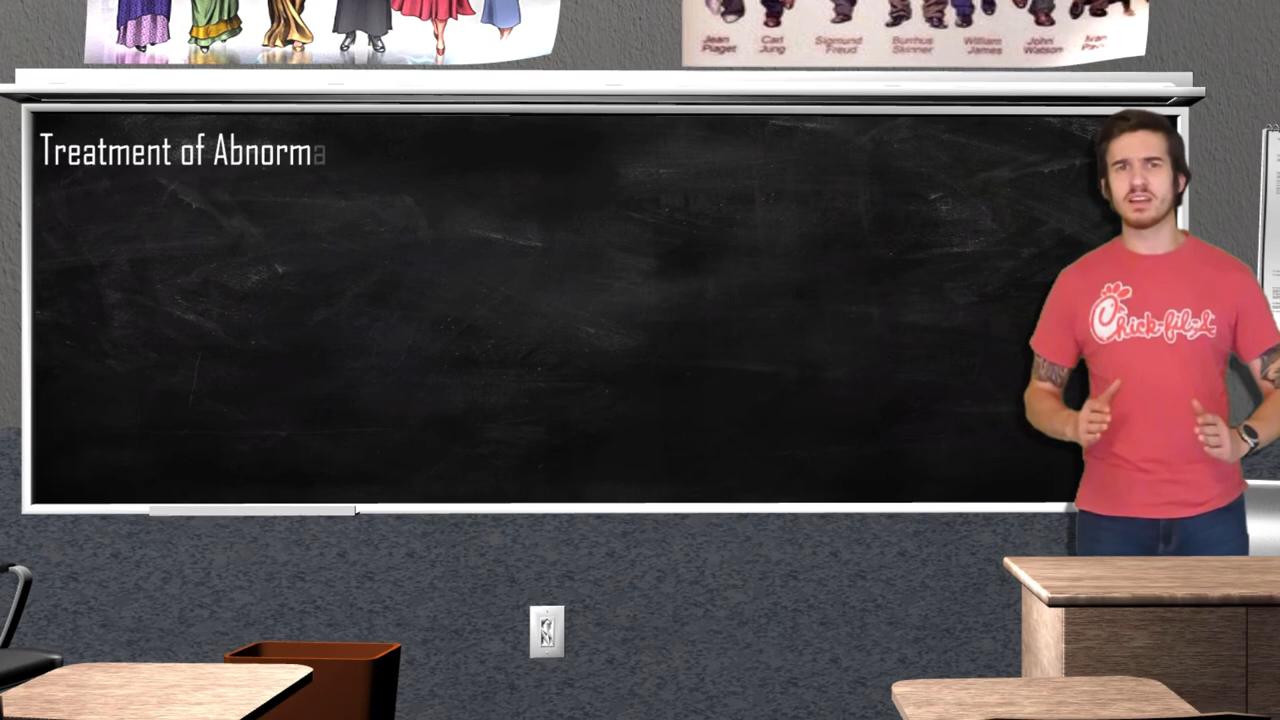 Jean Carl Sigmund Burrhus William John Ivan
Piaget Jung Freud Skinner James Watson
Treatment of Abnorma
Chick-fil-A